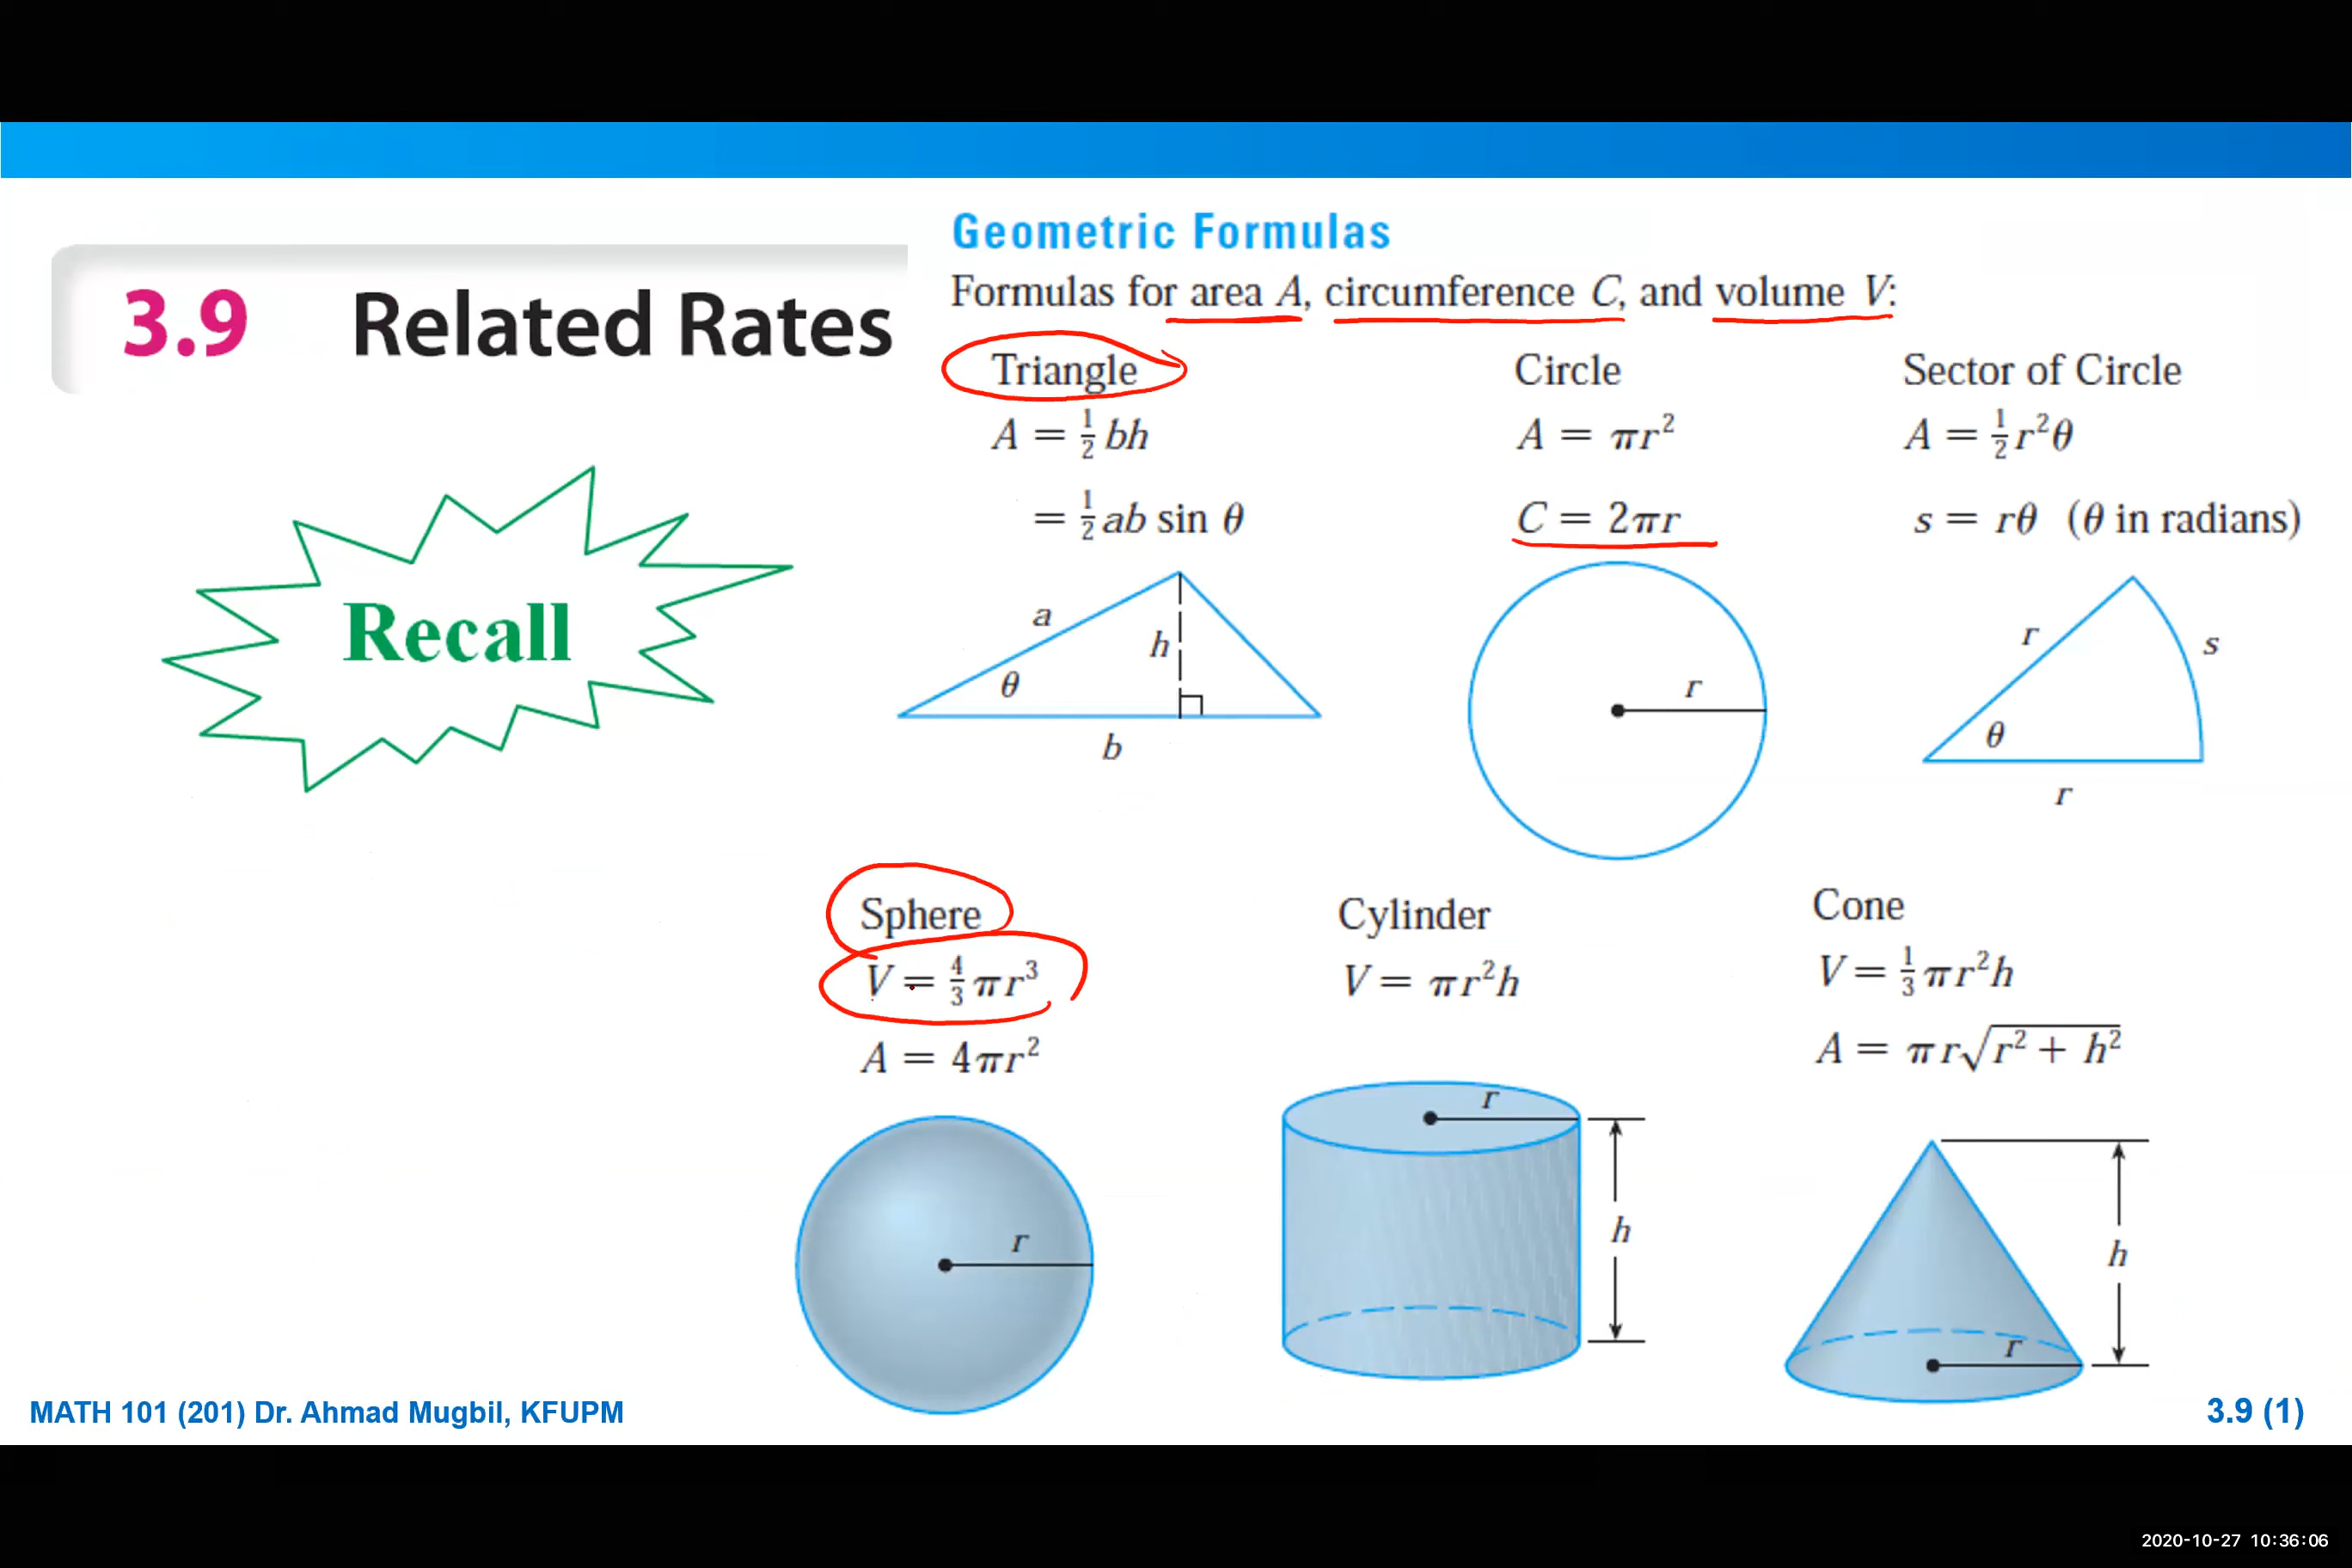 3.9 Related Rates
Recall
Geometric Formulas
Formulas for area A, circumference C, and volume V:
Triangle
A = ½ bh
= ½ ab sin θ
a
h
θ
b
Circle
A = πr²
C = 2πr
r
Sector of Circle
A = ½ r²θ
s = rθ (θ in radians)
r
s
θ
r
Sphere
V = 4/3 πr³
A = 4πr²
r
Cylinder
V = πr²h
r
h
Cone
V = 1/3 πr²h
A = πr√(r² + h²)
h
r
MATH 101 (201) Dr. Ahmad Mugbil, KFUPM
3.9 (1)
2020-10-27 10:36:06